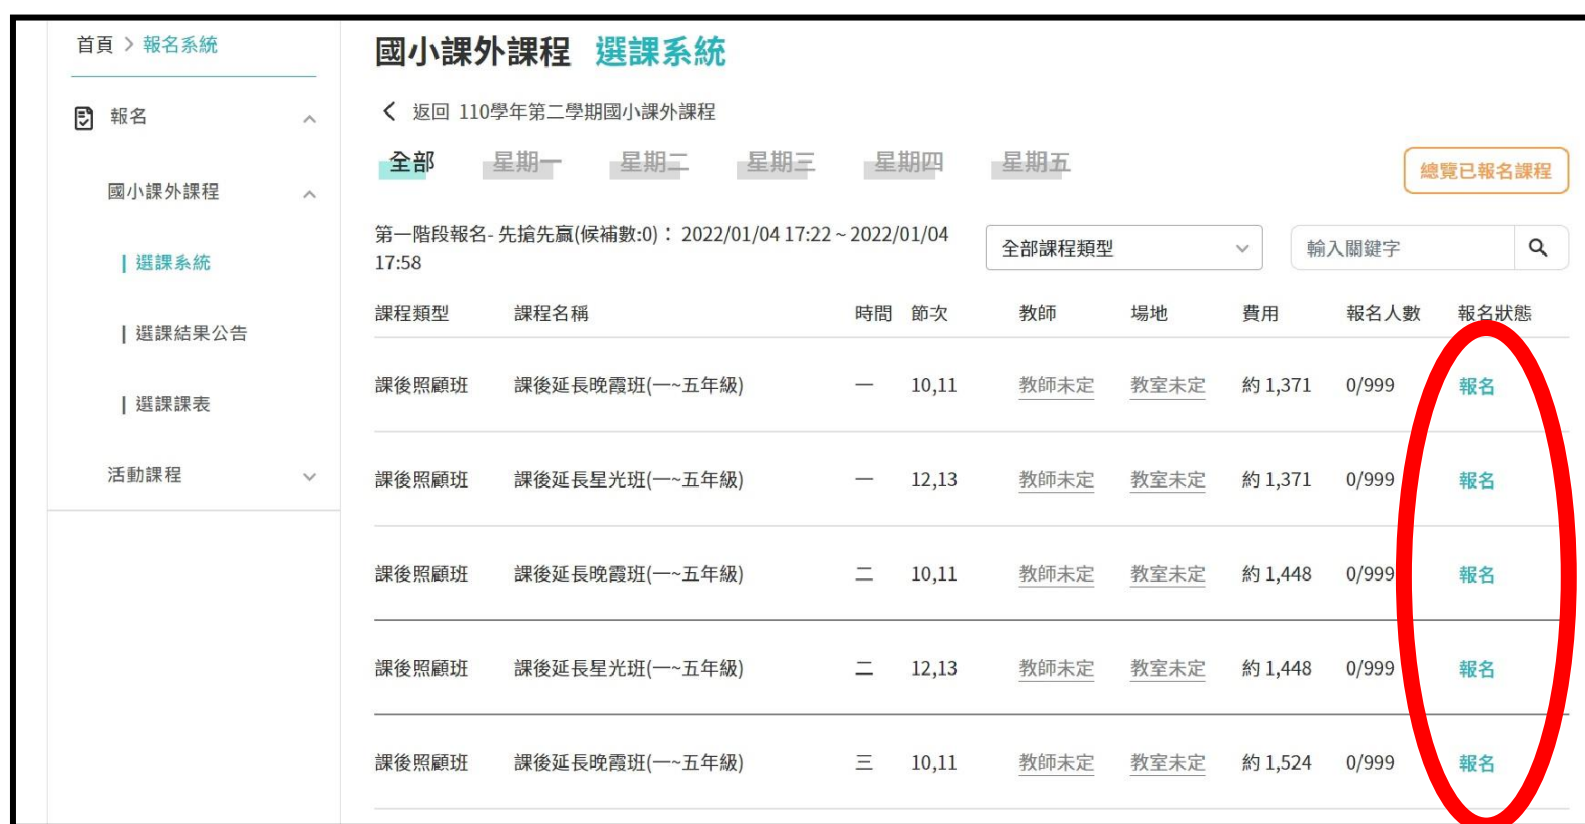 首頁 > 報名系統
報名
國小課外課程
| 選課系統
| 選課結果公告
| 選課課表
活動課程
國小課外課程 選課系統
返回 110學年第二學期國小課外課程
全部 星期一 星期二 星期三 星期四 星期五
總覽已報名課程
第一階段報名- 先搶先贏(候補數:0)： 2022/01/04 17:22 ~ 2022/01/04
17:58
全部課程類型
輸入關鍵字
課程類型 課程名稱 時間 節次 教師 場地 費用 報名人數 報名狀態
課後照顧班 課後延長晚霞班(一~五年級) 一 10,11 教師未定 教室未定 約 1,371 0/999 報名
課後照顧班 課後延長星光班(一~五年級) 一 12,13 教師未定 教室未定 約 1,371 0/999 報名
課後照顧班 課後延長晚霞班(一~五年級) 二 10,11 教師未定 教室未定 約 1,448 0/999 報名
課後照顧班 課後延長星光班(一~五年級) 二 12,13 教師未定 教室未定 約 1,448 0/999 報名
課後照顧班 課後延長晚霞班(一~五年級) 三 10,11 教師未定 教室未定 約 1,524 0/999 報名